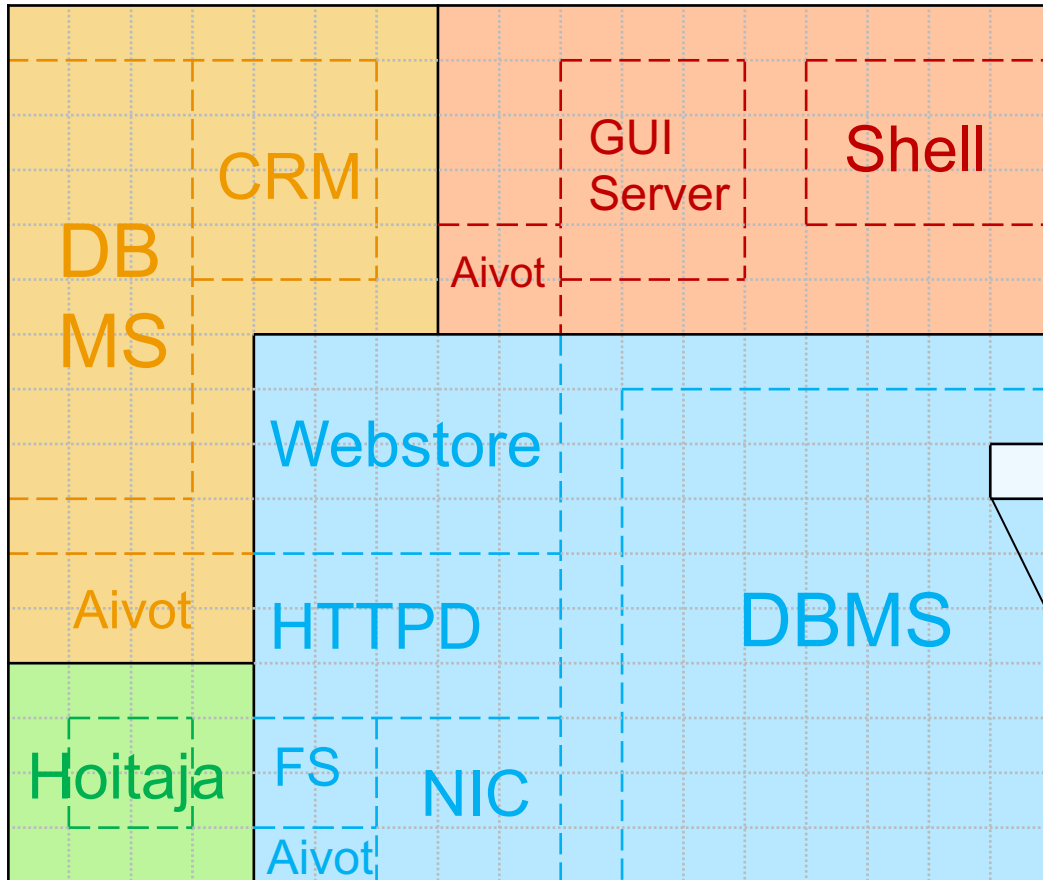 GUI
Server
Shell
CRM
DB
MS
Aivot
Webstore
Aivot
HTTPD
DBMS
Hoitaja
FS
NIC
Aivot